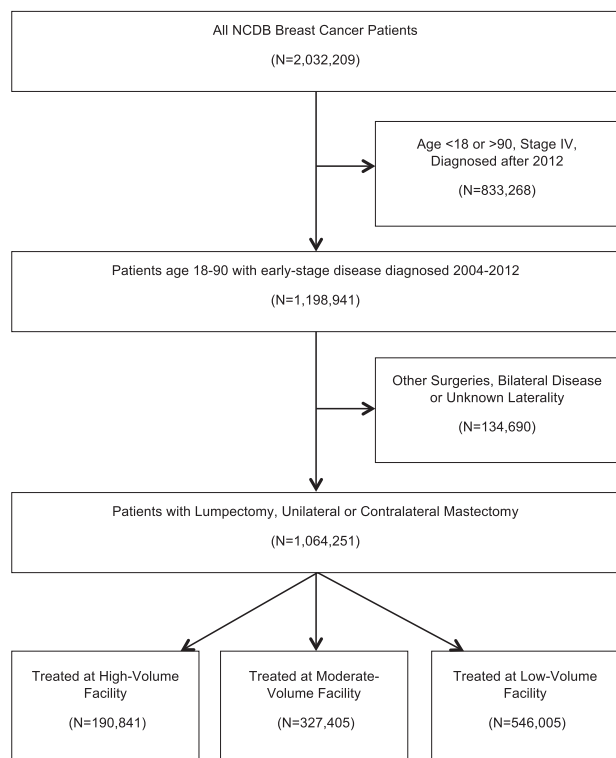 All NCDB Breast Cancer Patients
(N=2,032,209)
Age <18 or >90, Stage IV,
Diagnosed after 2012
(N=833,268)
Patients age 18-90 with early-stage disease diagnosed 2004-2012
(N=1,198,941)
Other Surgeries, Bilateral Disease
or Unknown Laterality
(N=134,690)
Patients with Lumpectomy, Unilateral or Contralateral Mastectomy
(N=1,064,251)
Treated at High-Volume
Facility
(N=190,841)
Treated at Moderate-
Volume Facility
(N=327,405)
Treated at Low-Volume
Facility
(N=546,005)